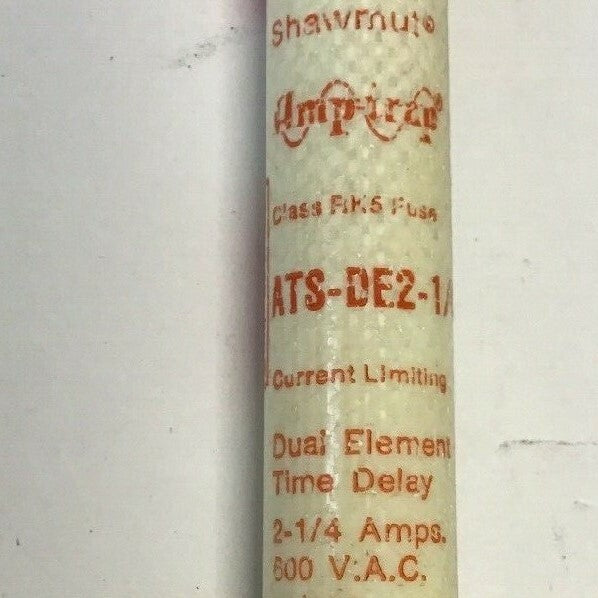 Shawmut
Amp-trap®
Class RK5 Fuse
ATS-DE2-1/
Current Limiting
Dual Element
Time Delay
2-1/4 Amps.
600 V.A.C.